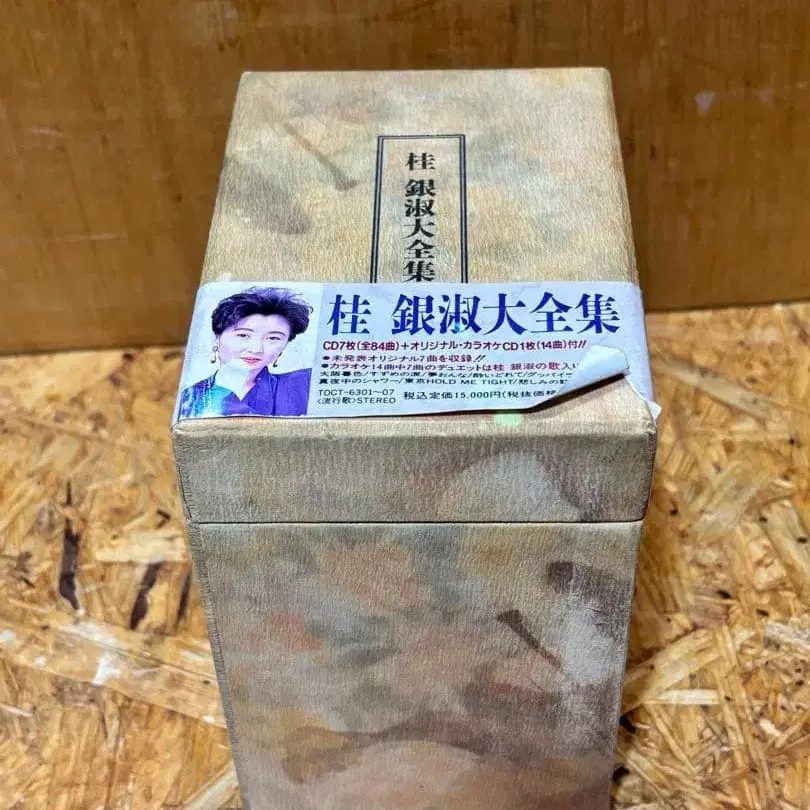 桂 銀淑大全集
桂 銀淑大全集
CD7枚(全84曲)+オリジナル・カラオケCD1枚(14曲)付!!
●未発表オリジナル7曲を収録!!
●カラオケ14曲中7曲のデュエットは桂 銀淑の歌入り
大阪暮色/すずめの涙/夢おんな/酔いどれて/グッバイ
真夜中のシャワー/東京HOLD ME TIGHT/悲しみの
TOCT-6301〜07
〈流行歌〉STEREO
税込定価15,000円(税抜価格